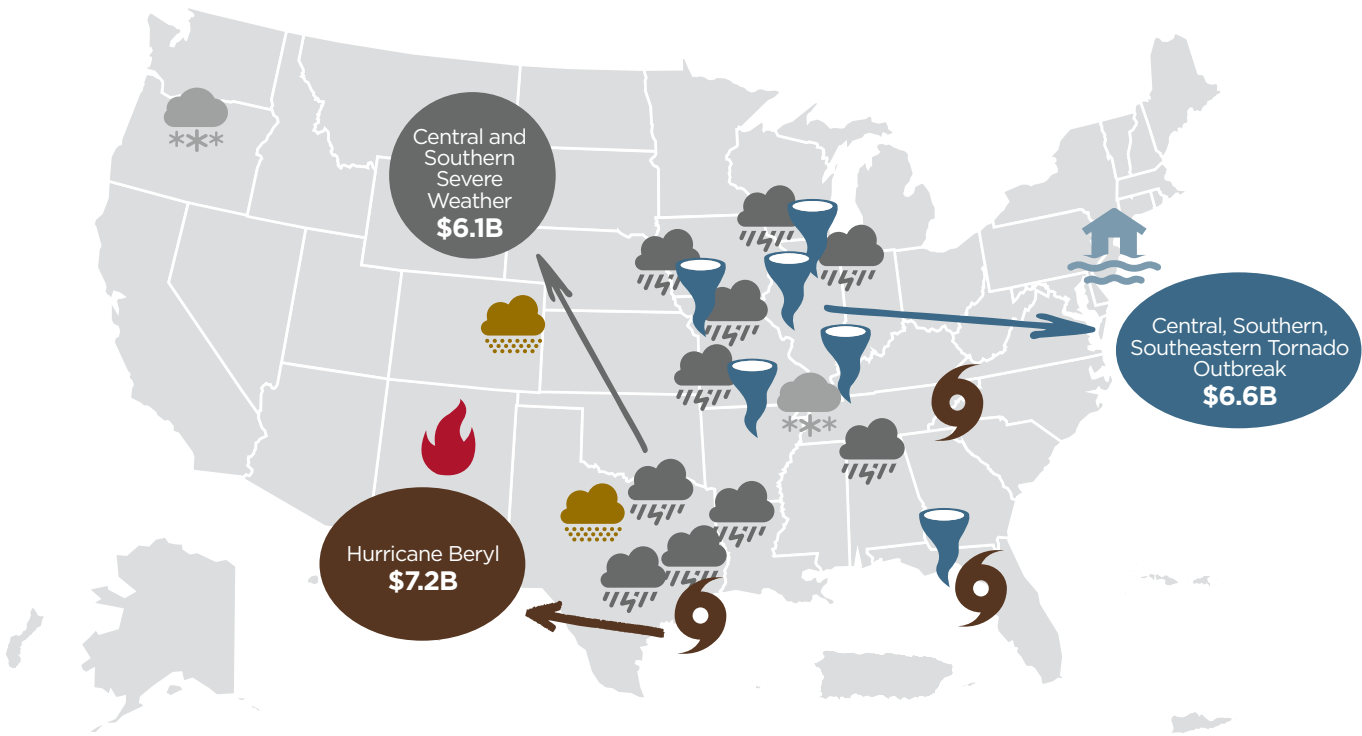 Central and
Southern
Severe
Weather
$6.1B
Central, Southern,
Southeastern Tornado
Outbreak
$6.6B
Hurricane Beryl
$7.2B